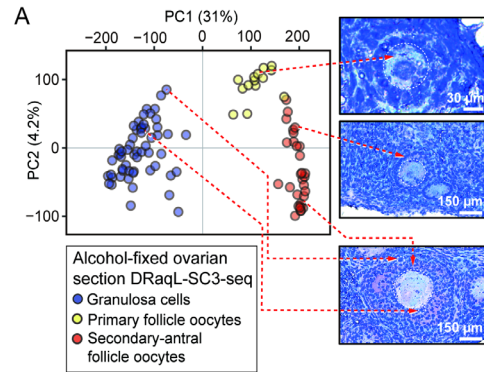 A
PC1 (31%)
−200 −100 0 100 200
PC2 (4.2%)
100
0
−100
30 μm
150 μm
150 μm
Alcohol-fixed ovarian
section DRaqL-SC3-seq
Granulosa cells
Primary follicle oocytes
Secondary-antral
follicle oocytes